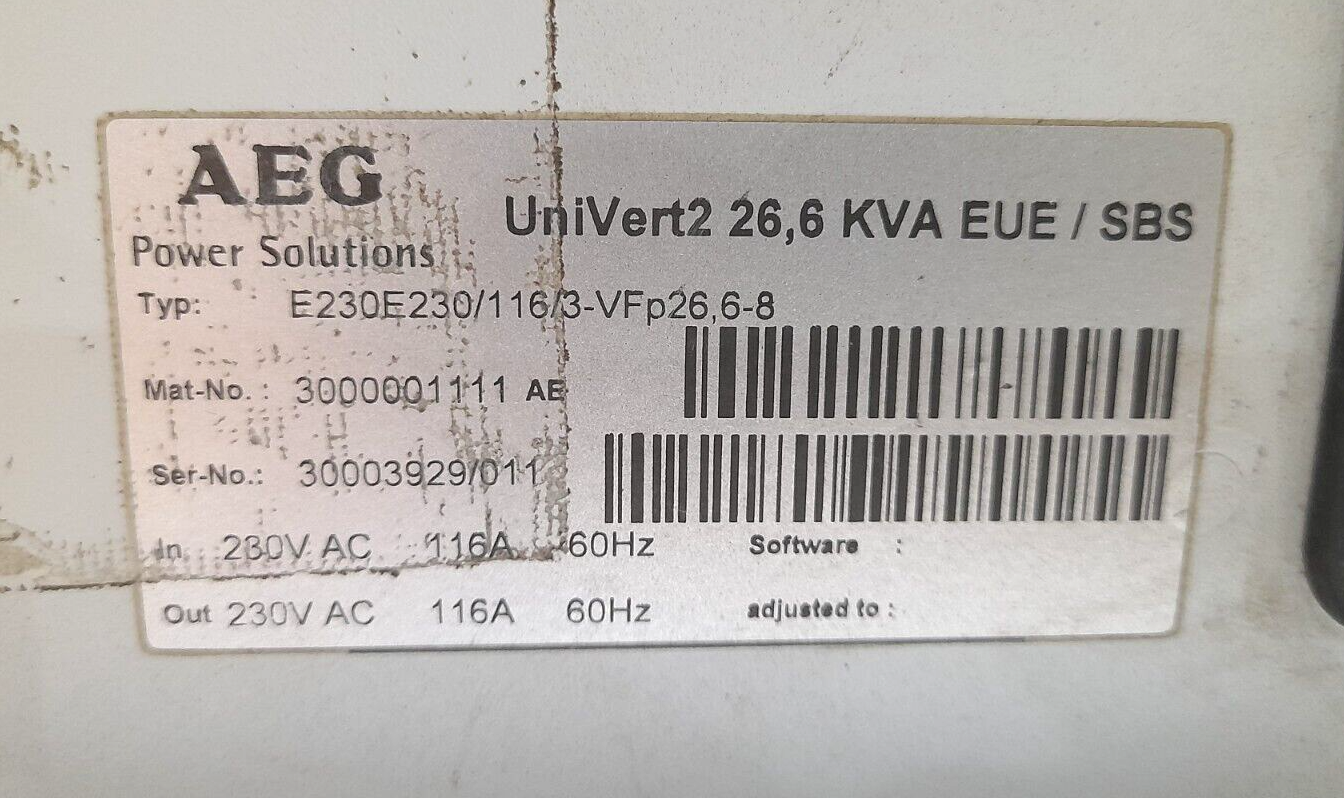 AEG
Power Solutions
UniVert2 26,6 KVA EUE / SBS
Typ: E230E230/116/3-VFp26,6-8
Mat-No. : 3000001111 AE
Ser-No.: 30003929/011
In 230V AC 116A 60Hz Software :
Out 230V AC 116A 60Hz adjusted to :